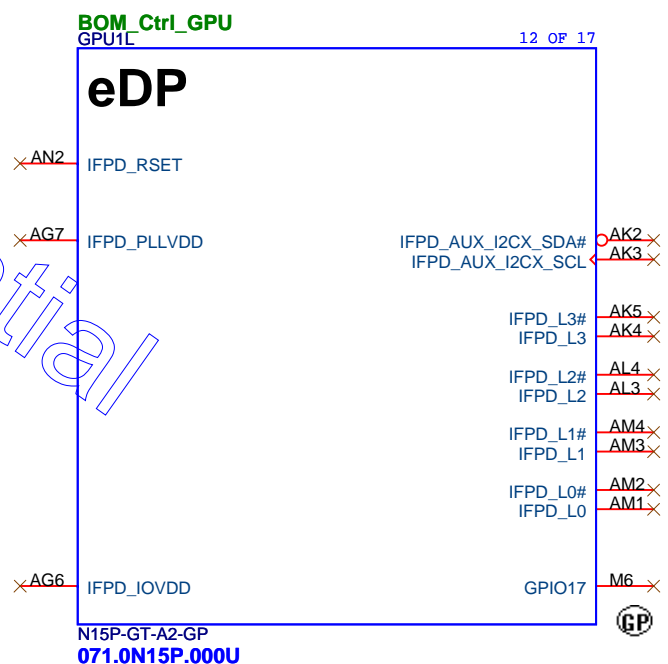 BOM_Ctrl_GPU
GPU1L
12 OF 17
eDP
AN2
IFPD_RSET
AG7
IFPD_PLLVDD
IFPD_AUX_I2CX_SDA#
AK2
IFPD_AUX_I2CX_SCL
AK3
IFPD_L3#
AK5
IFPD_L3
AK4
IFPD_L2#
AL4
IFPD_L2
AL3
IFPD_L1#
AM4
IFPD_L1
AM3
IFPD_L0#
AM2
IFPD_L0
AM1
AG6
IFPD_IOVDD
GPIO17
M6
N15P-GT-A2-GP
071.0N15P.000U
GP
tial